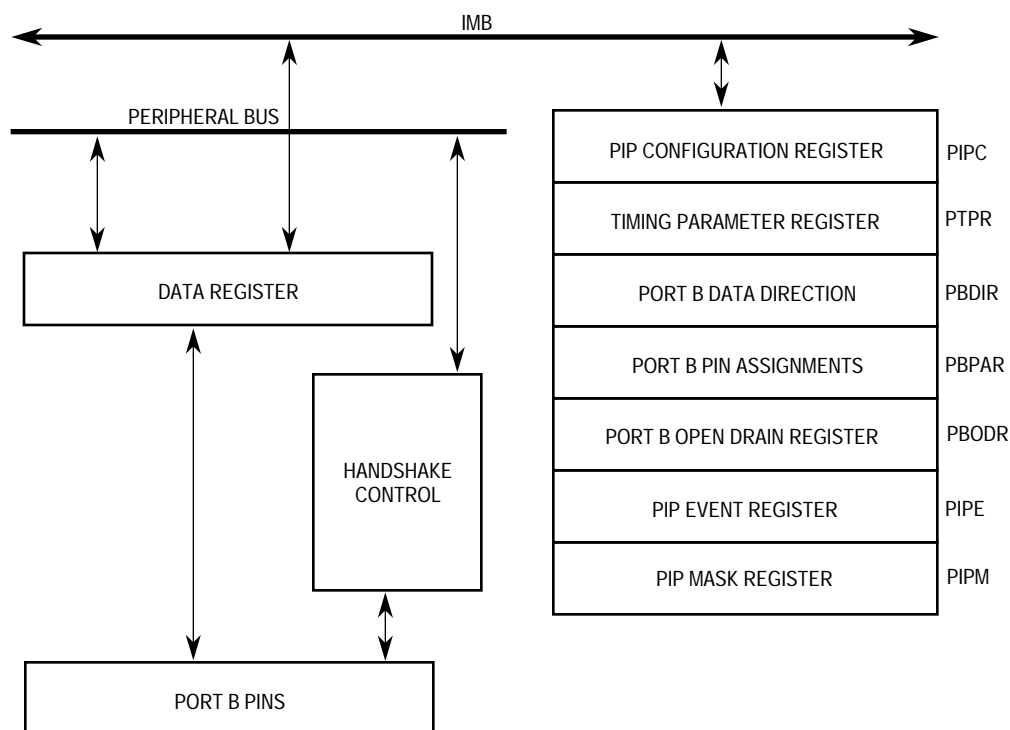 IMB
PERIPHERAL BUS
PIP CONFIGURATION REGISTER PIPC
TIMING PARAMETER REGISTER PTPR
DATA REGISTER
PORT B DATA DIRECTION PBDIR
PORT B PIN ASSIGNMENTS PBPAR
PORT B OPEN DRAIN REGISTER PBODR
HANDSHAKE
CONTROL
PIP EVENT REGISTER PIPE
PIP MASK REGISTER PIPM
PORT B PINS